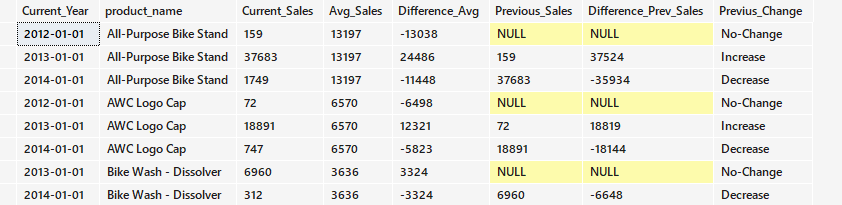 Current_Year product_name Current_Sales Avg_Sales Difference_Avg Previous_Sales Difference_Prev_Sales Previus_Change
2012-01-01 All-Purpose Bike Stand 159 13197 -13038 NULL NULL No-Change
2013-01-01 All-Purpose Bike Stand 37683 13197 24486 159 37524 Increase
2014-01-01 All-Purpose Bike Stand 1749 13197 -11448 37683 -35934 Decrease
2012-01-01 AWC Logo Cap 72 6570 -6498 NULL NULL No-Change
2013-01-01 AWC Logo Cap 18891 6570 12321 72 18819 Increase
2014-01-01 AWC Logo Cap 747 6570 -5823 18891 -18144 Decrease
2013-01-01 Bike Wash - Dissolver 6960 3636 3324 NULL NULL No-Change
2014-01-01 Bike Wash - Dissolver 312 3636 -3324 6960 -6648 Decrease